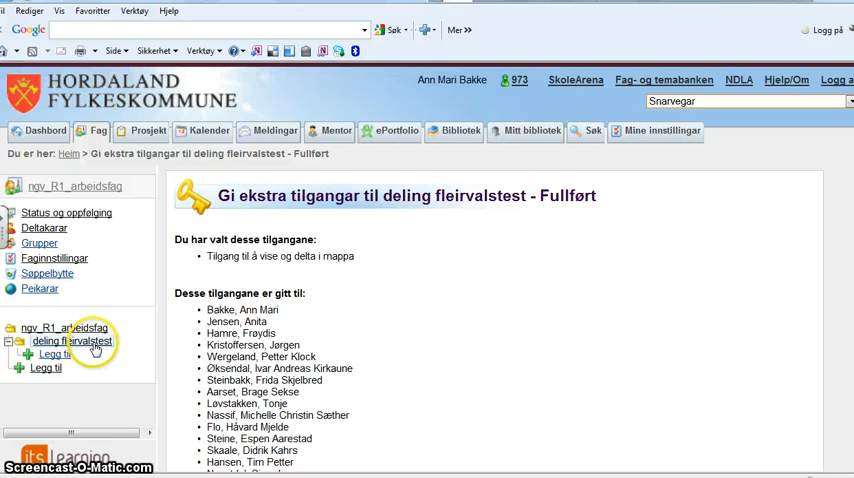 il Rediger Vis Favoritter Verktøy Hjelp
Google Søk Mer >> Logg på
Side Sikkerhet Verktøy
HORDALAND
FYLKESKOMMUNE
Ann Mari Bakke 973 SkoleArena Fag- og temabanken NDLA Hjelp/Om Logg a
Snarvegar
Dashbord Fag Prosjekt Kalender Meldingar Mentor ePortfolio Bibliotek Mitt bibliotek Søk Mine innstillingar
Du er her: Heim > Gi ekstra tilgangar til deling fleirvalstest - Fullført
ngv_R1_arbeidsfag
Status og oppfølging
Deltakarar
Grupper
Faginnstillingar
Søppelbytte
Peikarar
ngv_R1_arbeidsfag
deling fleirvalstest
Legg til
Legg til
its learning
Gi ekstra tilgangar til deling fleirvalstest - Fullført
Du har valt desse tilgangane:
Tilgang til å vise og delta i mappa
Desse tilgangane er gitt til:
Bakke, Ann Mari
Jensen, Anita
Hamre, Frøydis
Kristoffersen, Jørgen
Wergeland, Petter Klock
Øksendal, Ivar Andreas Kirkaune
Steinbakk, Frida Skjelbred
Aarset, Brage Sekse
Løvstakken, Tonje
Nassif, Michelle Christin Sæther
Flo, Håvard Mjelde
Steine, Espen Aarestad
Skaale, Didrik Kahrs
Hansen, Tim Petter
Screencast-O-Matic.com